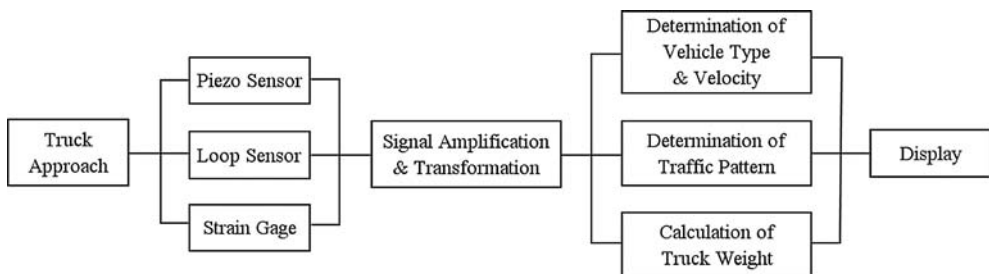 Truck
Approach
Piezo Sensor
Loop Sensor
Strain Gage
Signal Amplification
& Transformation
Determination of
Vehicle Type
& Velocity
Determination of
Traffic Pattern
Calculation of
Truck Weight
Display